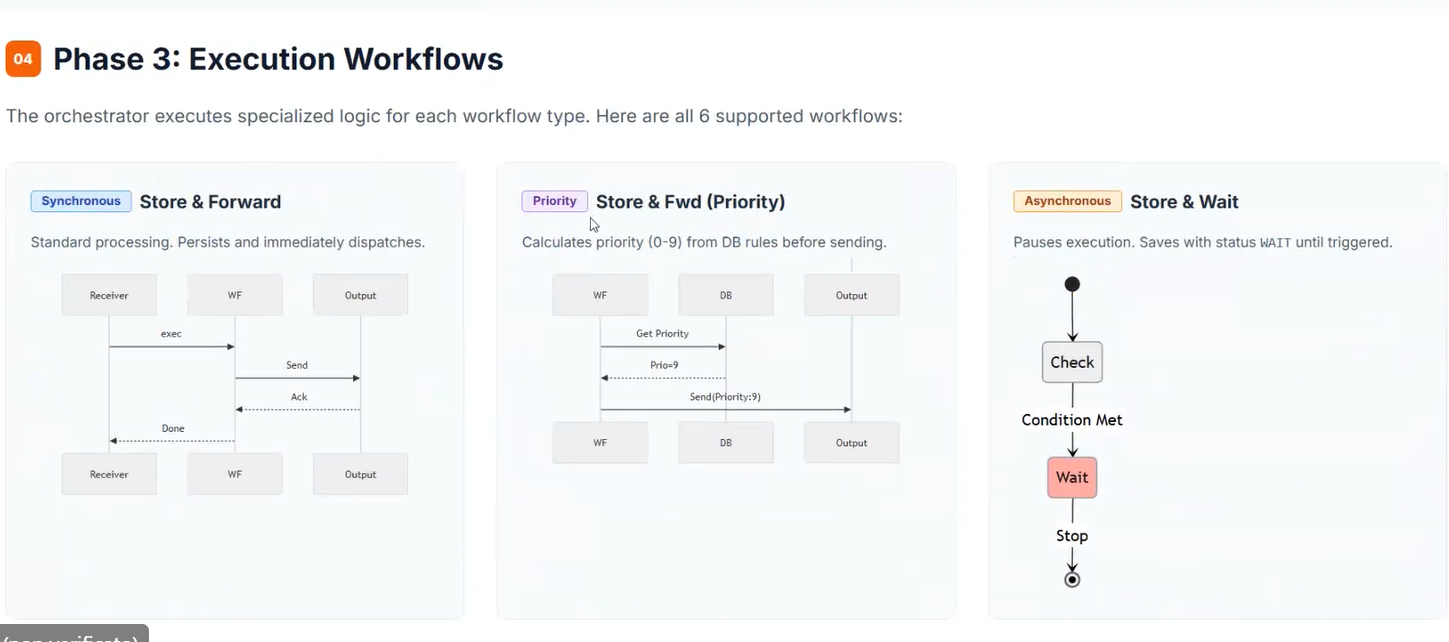 04 Phase 3: Execution Workflows
The orchestrator executes specialized logic for each workflow type. Here are all 6 supported workflows:
Synchronous Store & Forward
Standard processing. Persists and immediately dispatches.
Receiver WF Output
exec
Send
Ack
Done
Receiver WF Output
Priority Store & Fwd (Priority)
Calculates priority (0-9) from DB rules before sending.
WF DB Output
Get Priority
Prio=9
Send(Priority:9)
WF DB Output
Asynchronous Store & Wait
Pauses execution. Saves with status WAIT until triggered.
Check
Condition Met
Wait
Stop